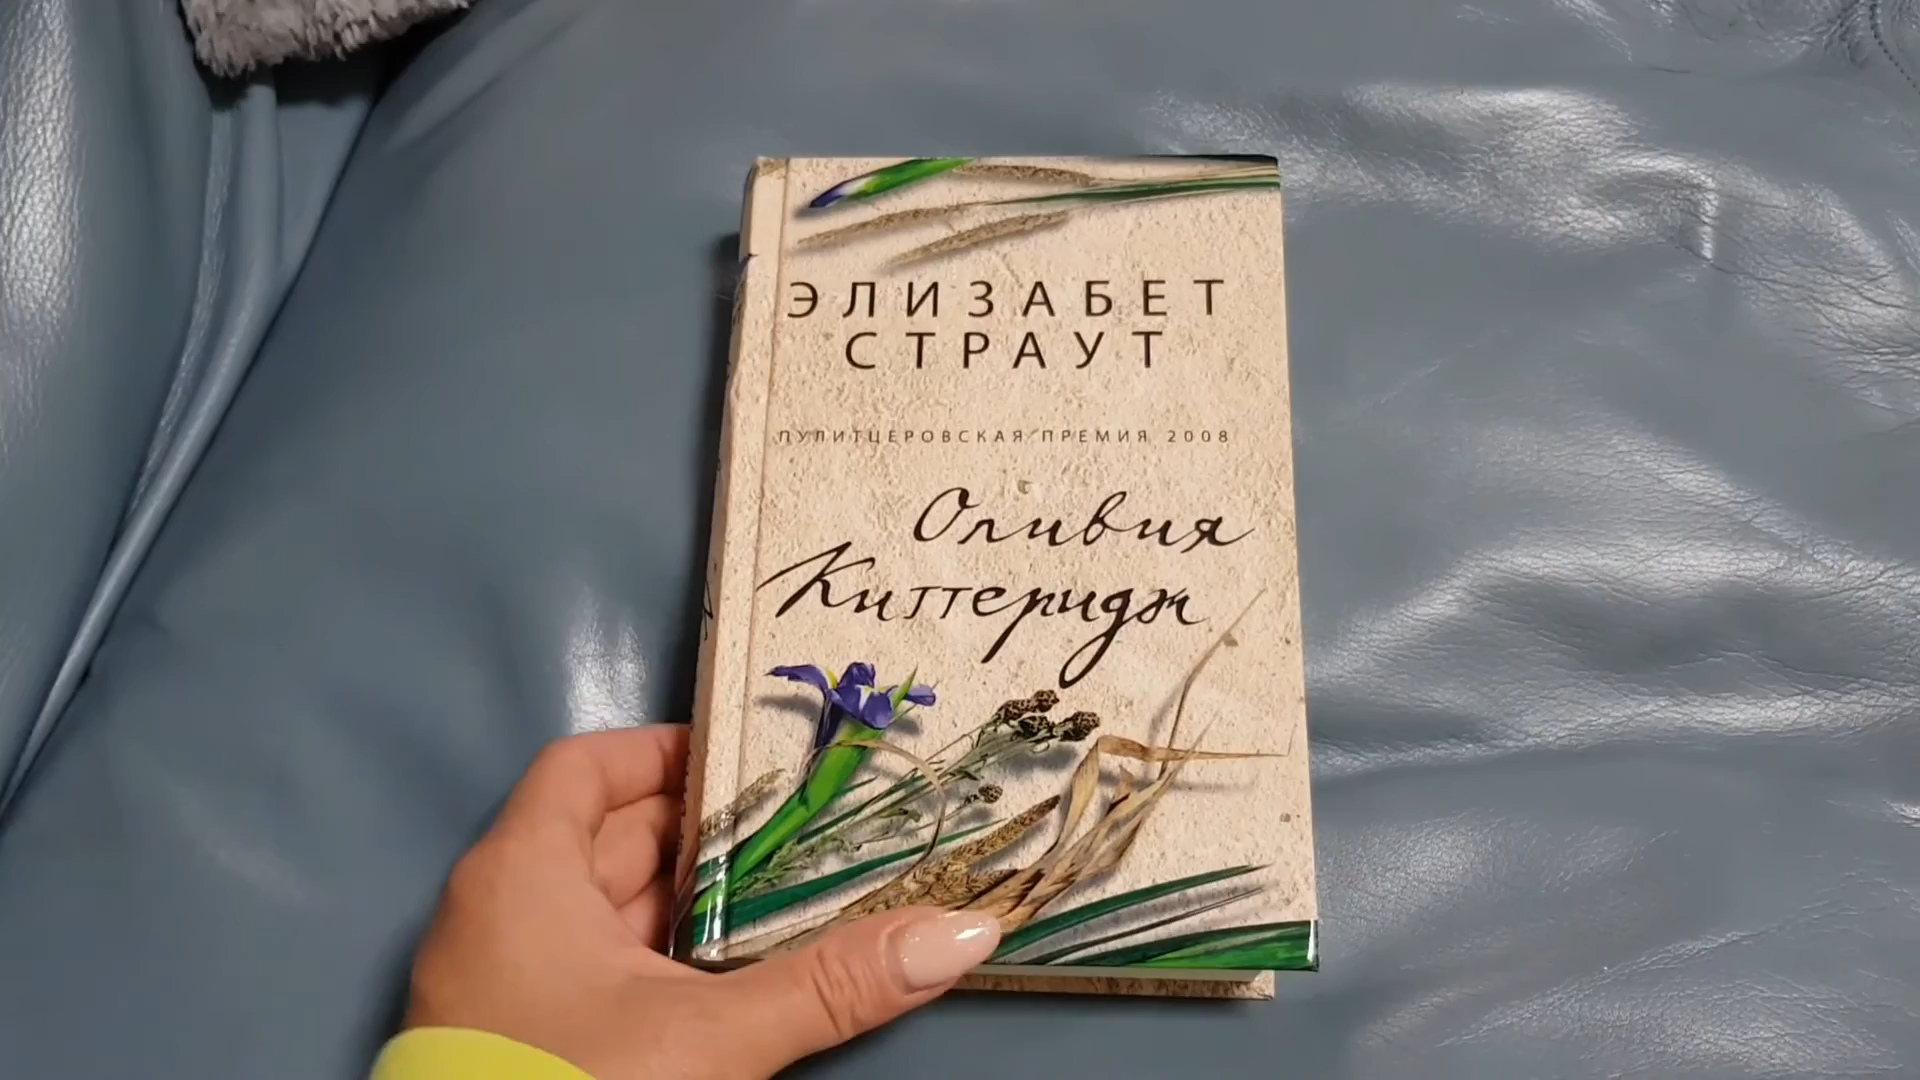 ЭЛИЗАБЕТ
СТРАУТ
ПУЛИТЦЕРОВСКАЯ ПРЕМИЯ 2008
Оливия
Киттеридж